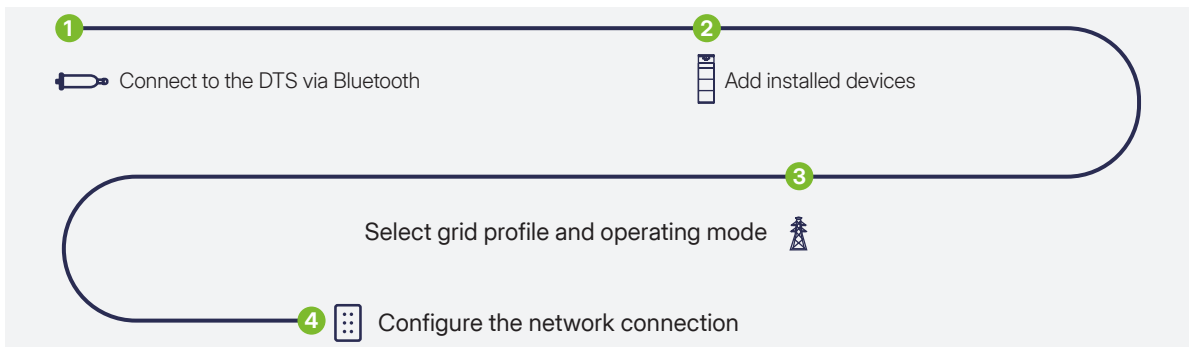 1
2
Connect to the DTS via Bluetooth
Add installed devices
3
Select grid profile and operating mode
4
Configure the network connection